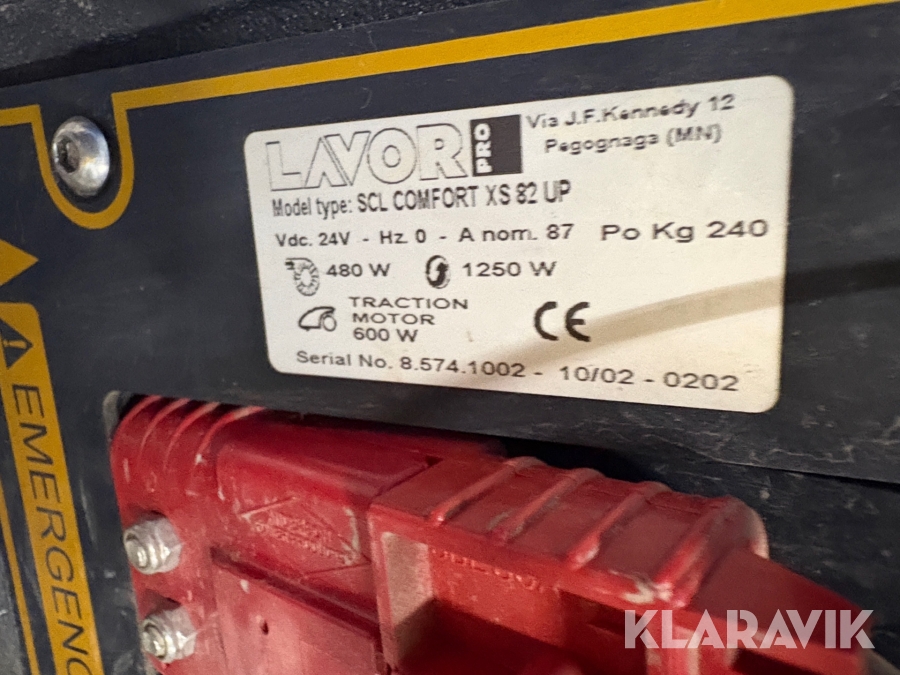 LAVOR PRO
Via J.F.Kennedy 12
Pegognaga (MN)
Model type: SCL COMFORT XS 82 UP
Vdc. 24V - Hz. 0 - A nom. 87 Po Kg 240
480 W 1250 W
TRACTION
MOTOR
600 W
CE
Serial No. 8.574.1002 - 10/02 - 0202
EMERGENC
KLARAVIK